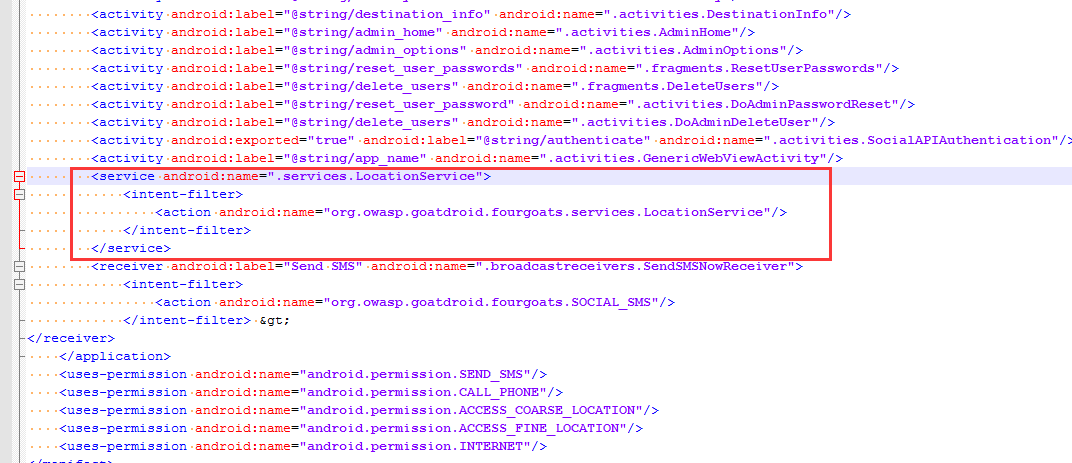 <activity android:label="@string/destination_info" android:name=".activities.DestinationInfo"/>
<activity android:label="@string/admin_home" android:name=".activities.AdminHome"/>
<activity android:label="@string/admin_options" android:name=".activities.AdminOptions"/>
<activity android:label="@string/reset_user_passwords" android:name=".fragments.ResetUserPasswords"/>
<activity android:label="@string/delete_users" android:name=".fragments.DeleteUsers"/>
<activity android:label="@string/reset_user_password" android:name=".activities.DoAdminPasswordReset"/>
<activity android:label="@string/delete_users" android:name=".activities.DoAdminDeleteUser"/>
<activity android:exported="true" android:label="@string/authenticate" android:name=".activities.SocialAPIAuthentication"/>
<activity android:label="@string/app_name" android:name=".activities.GenericWebViewActivity"/>
<service android:name=".services.LocationService">
<intent-filter>
<action android:name="org.owasp.goatdroid.fourgoats.services.LocationService"/>
</intent-filter>
</service>
<receiver android:label="Send SMS" android:name=".broadcastreceivers.SendSMSNowReceiver">
<intent-filter>
<action android:name="org.owasp.goatdroid.fourgoats.SOCIAL_SMS"/>
</intent-filter> &gt;
</receiver>
</application>
<uses-permission android:name="android.permission.SEND_SMS"/>
<uses-permission android:name="android.permission.CALL_PHONE"/>
<uses-permission android:name="android.permission.ACCESS_COARSE_LOCATION"/>
<uses-permission android:name="android.permission.ACCESS_FINE_LOCATION"/>
<uses-permission android:name="android.permission.INTERNET"/>